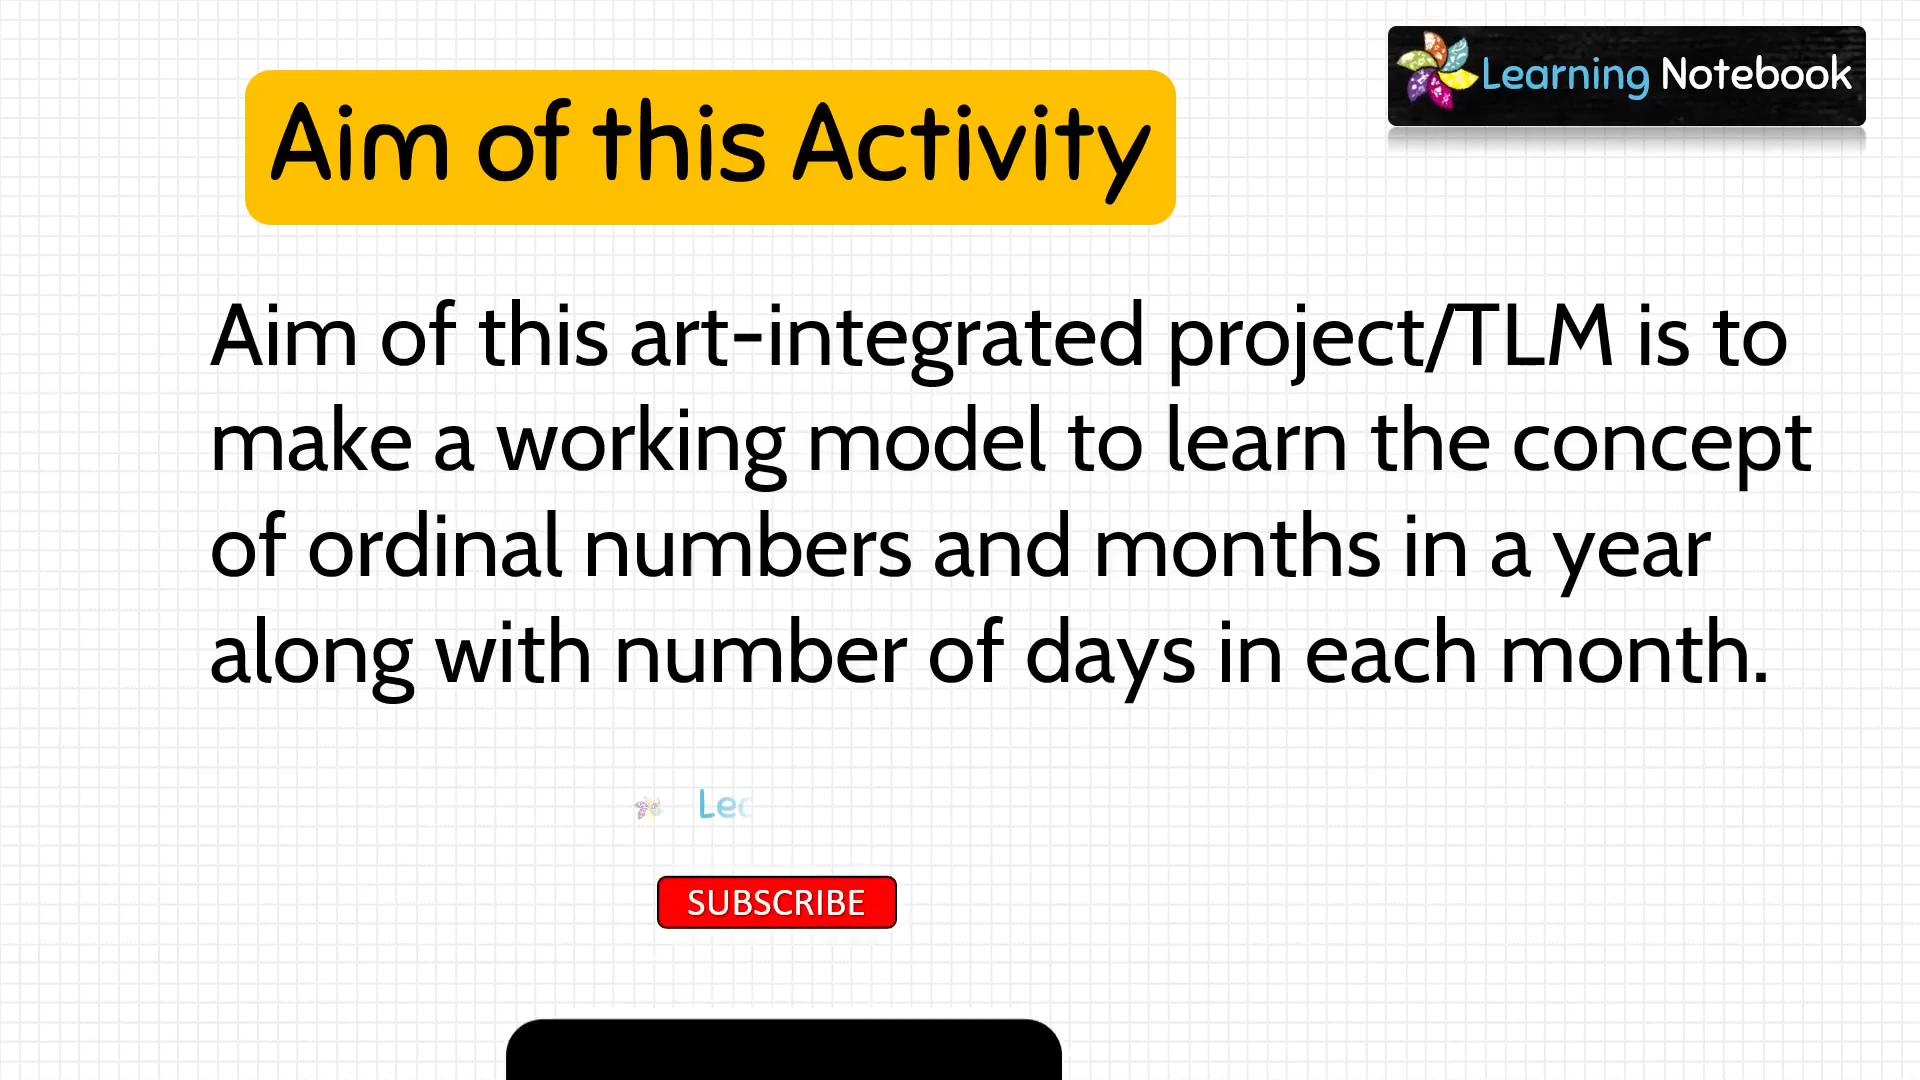 Learning Notebook
Aim of this Activity
Aim of this art-integrated project/TLM is to
make a working model to learn the concept
of ordinal numbers and months in a year
along with number of days in each month.
SUBSCRIBE